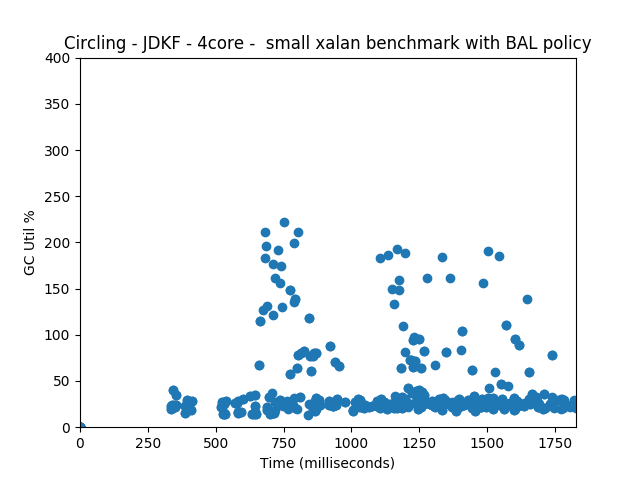 Circling - JDKF - 4core -  small xalan benchmark with BAL policy
400
350
300
250
200
150
100
50
0
GC Util %
0 250 500 750 1000 1250 1500 1750
Time (milliseconds)